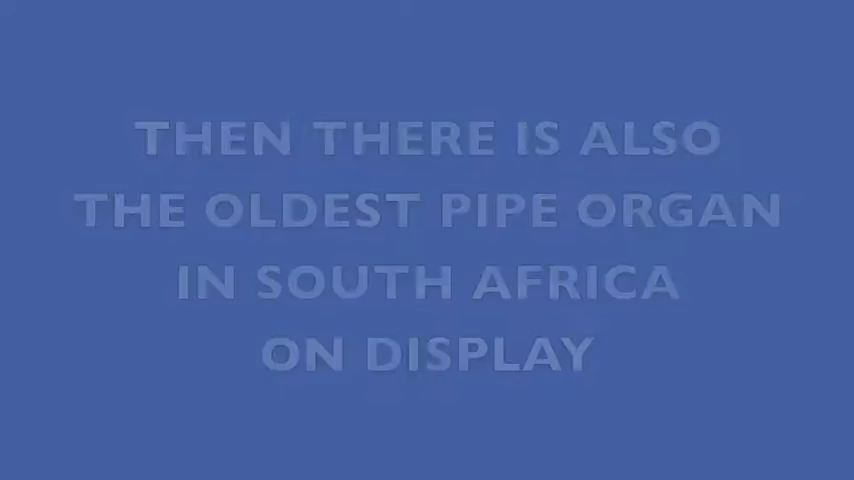 THEN THERE IS ALSO
THE OLDEST PIPE ORGAN
IN SOUTH AFRICA
ON DISPLAY